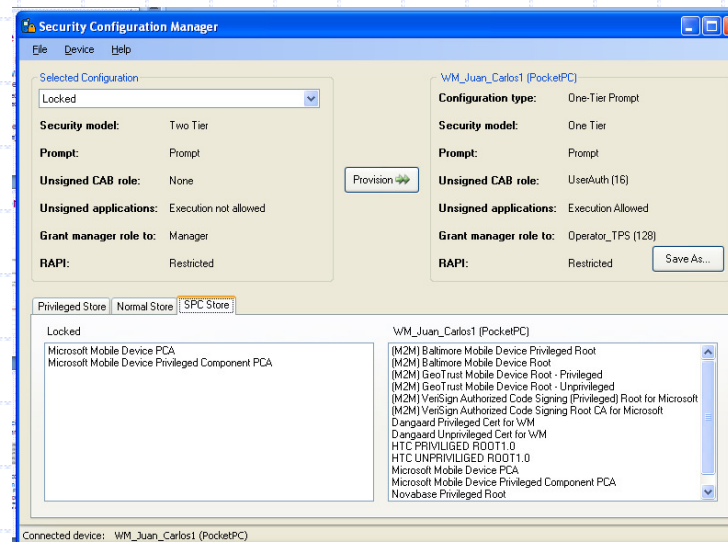 Security Configuration Manager
File Device Help
Selected Configuration
Locked
Security model: Two Tier
Prompt: Prompt
Unsigned CAB role: None
Unsigned applications: Execution not allowed
Grant manager role to: Manager
RAPI: Restricted
Provision
WM_Juan_Carlos1 (PocketPC)
Configuration type: One-Tier Prompt
Security model: One Tier
Prompt: Prompt
Unsigned CAB role: UserAuth (16)
Unsigned applications: Execution Allowed
Grant manager role to: Operator_TPS (128)
RAPI: Restricted
Save As...
Privileged Store Normal Store SPC Store
Locked
Microsoft Mobile Device PCA
Microsoft Mobile Device Privileged Component PCA
WM_Juan_Carlos1 (PocketPC)
(M2M) Baltimore Mobile Device Privileged Root
(M2M) Baltimore Mobile Device Root
(M2M) GeoTrust Mobile Device Root - Privileged
(M2M) GeoTrust Mobile Device Root - Unprivileged
(M2M) VeriSign Authorized Code Signing (Privileged) Root for Microsoft
(M2M) VeriSign Authorized Code Signing Root CA for Microsoft
Dangaard Privileged Cert for WM
Dangaard Unprivileged Cert for WM
HTC PRIVILIGED ROOT1.0
HTC UNPRIVILIGED ROOT1.0
Microsoft Mobile Device PCA
Microsoft Mobile Device Privileged Component PCA
Novabase Privileged Root
Connected device: WM_Juan_Carlos1 (PocketPC)